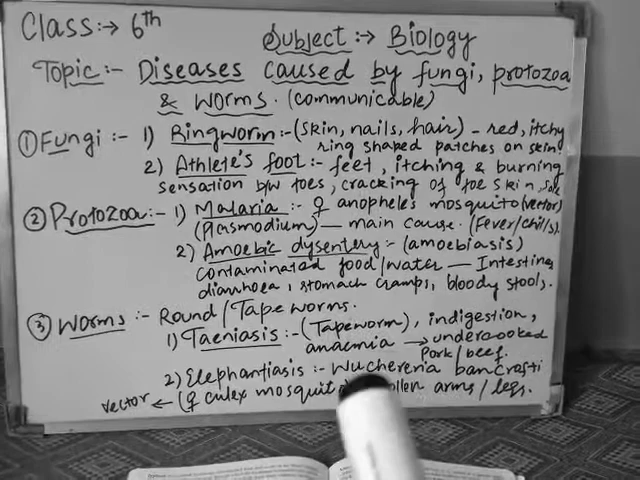 Class:→ 6th
Subject:→ Biology
Topic:- Diseases caused by fungi, protozoa
& worms. (communicable)
① Fungi:- 1) Ringworm:- (skin, nails, hair) - red, itchy
ring shaped patches on skin.
2) Athlete's foot:- feet, itching & burning
sensation b/w toes, cracking of toe skin,
② Protozoa:- 1) Malaria:- ♀ anopheles mosquito (vector)
(Plasmodium) — main cause. (Fever/chills).
2) Amoebic dysentery:- (amoebiasis)
contaminated food/water — Intestine,
diarrhoea, stomach cramps, bloody stools.
③ Worms:- Round/Tapeworms.
1) Taeniasis:- (Tapeworm), indigestion,
anaemia → undercooked
Pork/beef.
2) Elephantiasis:- Wuchereria bancrofti
vector ← (♀ culex mosquit ollen arms/legs.